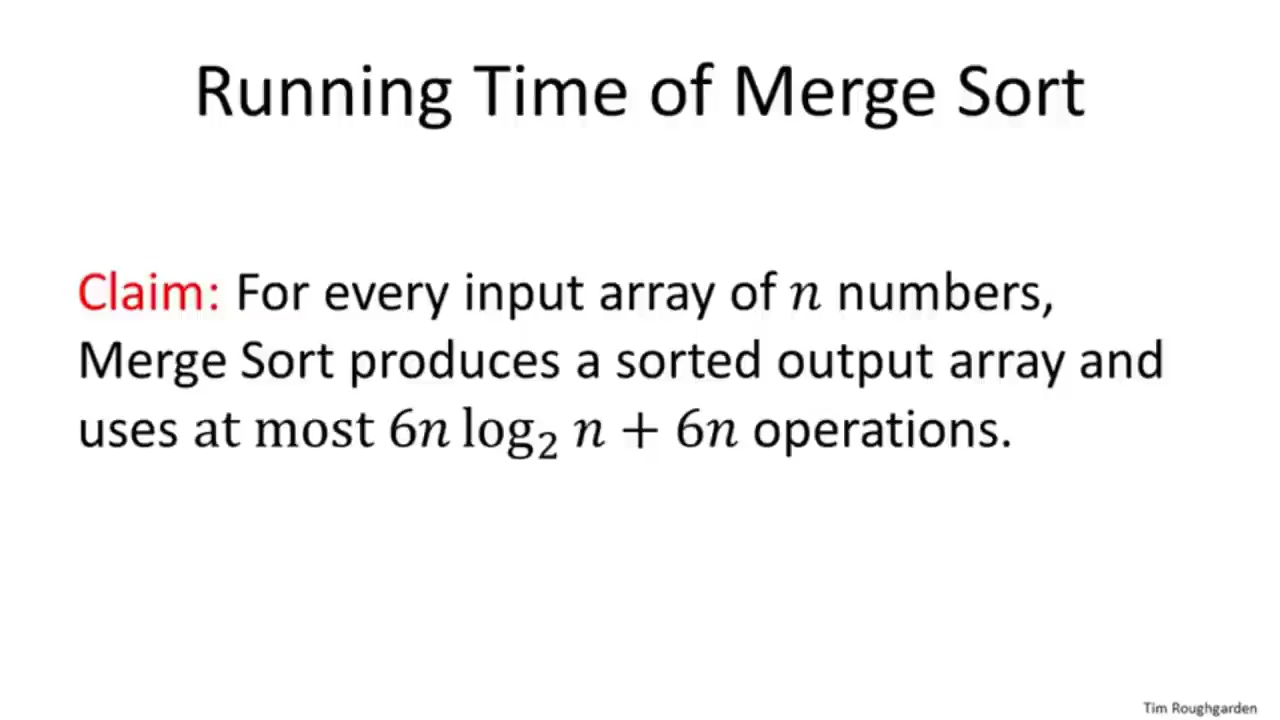 Running Time of Merge Sort
Claim: For every input array of n numbers,
Merge Sort produces a sorted output array and
uses at most 6n log₂ n + 6n operations.
Tim Roughgarden